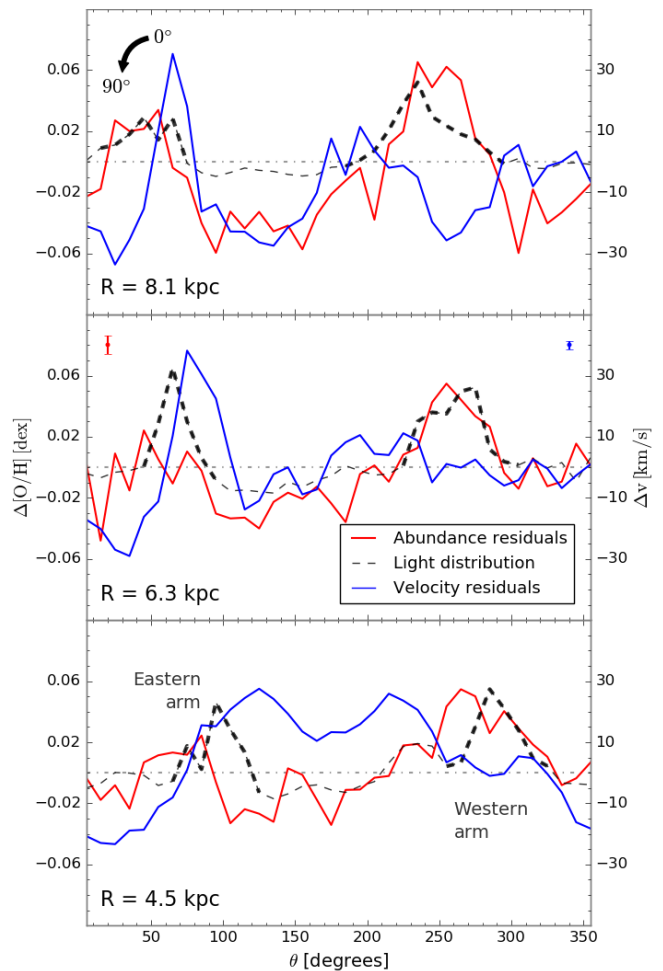 0°
90°
0.06
0.02
−0.02
−0.06
30
10
−10
−30
R = 8.1 kpc
0.06
0.02
−0.02
−0.06
30
10
−10
−30
Δ[O/H] [dex]
Δv [km/s]
Abundance residuals
Light distribution
Velocity residuals
R = 6.3 kpc
Eastern
arm
0.06
0.02
−0.02
−0.06
30
10
−10
−30
Western
arm
R = 4.5 kpc
50
100
150
200
250
300
350
θ [degrees]